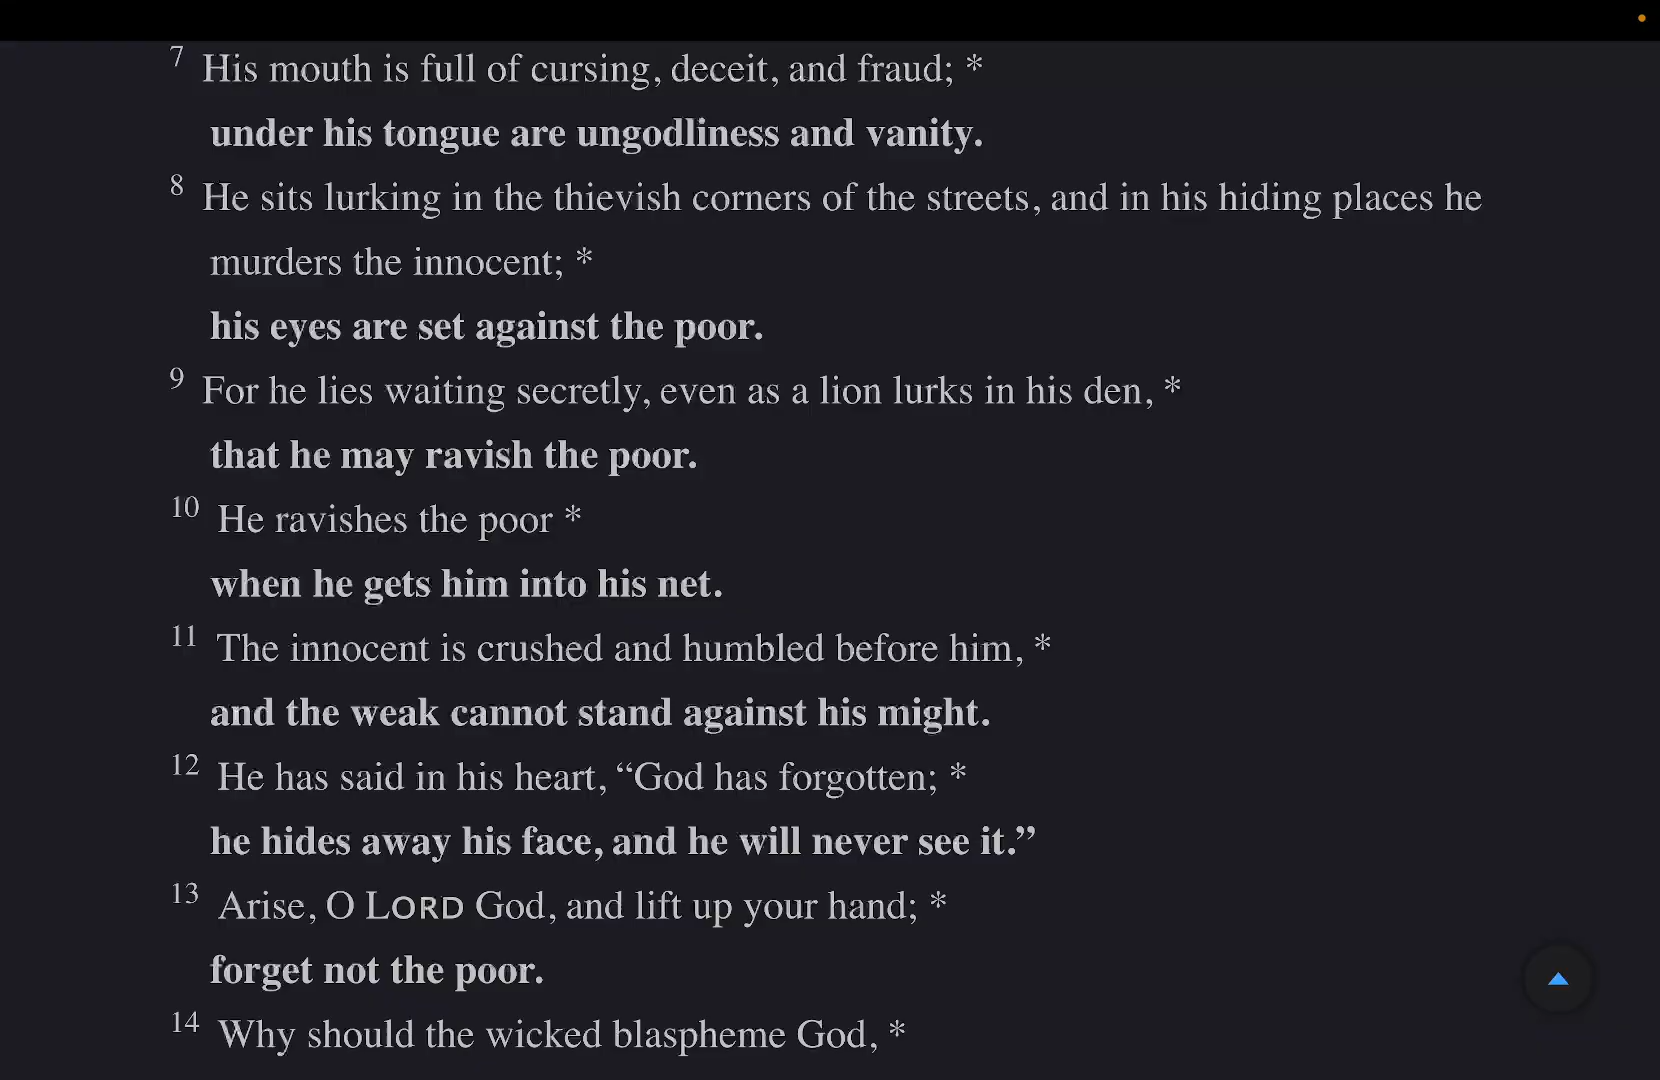 7 His mouth is full of cursing, deceit, and fraud; *
under his tongue are ungodliness and vanity.
8 He sits lurking in the thievish corners of the streets, and in his hiding places he
murders the innocent; *
his eyes are set against the poor.
9 For he lies waiting secretly, even as a lion lurks in his den, *
that he may ravish the poor.
10 He ravishes the poor *
when he gets him into his net.
11 The innocent is crushed and humbled before him, *
and the weak cannot stand against his might.
12 He has said in his heart, “God has forgotten; *
he hides away his face, and he will never see it.”
13 Arise, O LORD God, and lift up your hand; *
forget not the poor.
14 Why should the wicked blaspheme God, *